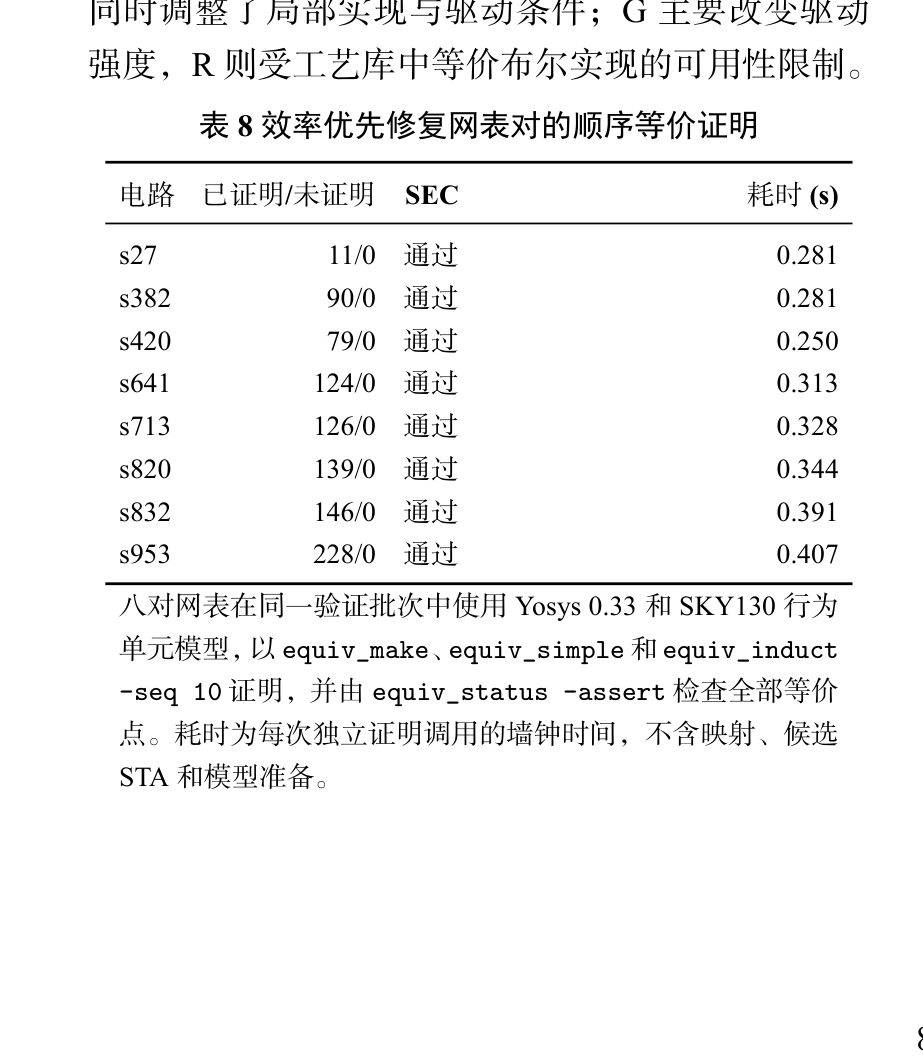 同时调整了局部实现与驱动条件；G 主要改变驱动
强度，R 则受工艺库中等价布尔实现的可用性限制。
表 8 效率优先修复网表对的顺序等价证明
电路 已证明/未证明 SEC 耗时 (s)
s27 11/0 通过 0.281
s382 90/0 通过 0.281
s420 79/0 通过 0.250
s641 124/0 通过 0.313
s713 126/0 通过 0.328
s820 139/0 通过 0.344
s832 146/0 通过 0.391
s953 228/0 通过 0.407
八对网表在同一验证批次中使用 Yosys 0.33 和 SKY130 行为
单元模型，以 equiv_make、equiv_simple 和 equiv_induct
-seq 10 证明，并由 equiv_status -assert 检查全部等价
点。耗时为每次独立证明调用的墙钟时间，不含映射、候选
STA 和模型准备。